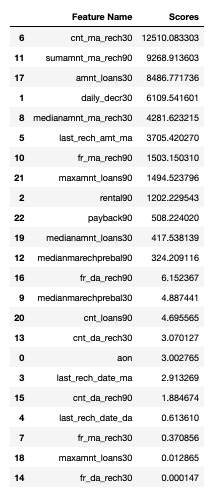 Feature Name Scores
6 cnt_ma_rech30 12510.083303
11 sumamnt_ma_rech90 9268.913603
17 amnt_loans30 8486.771736
1 daily_decr30 6109.541601
8 medianamnt_ma_rech30 4281.623215
5 last_rech_amt_ma 3705.420270
10 fr_ma_rech90 1503.150310
21 maxamnt_loans90 1494.523796
2 rental90 1202.229543
22 payback90 508.224020
19 medianamnt_loans30 417.538139
12 medianmarechprebal90 324.209116
16 fr_da_rech90 6.152367
9 medianmarechprebal30 4.887441
20 cnt_loans90 4.695565
13 cnt_da_rech30 3.070127
0 aon 3.002765
3 last_rech_date_ma 2.913269
15 cnt_da_rech90 1.884674
4 last_rech_date_da 0.613610
7 fr_ma_rech30 0.370856
18 maxamnt_loans30 0.012865
14 fr_da_rech30 0.000147